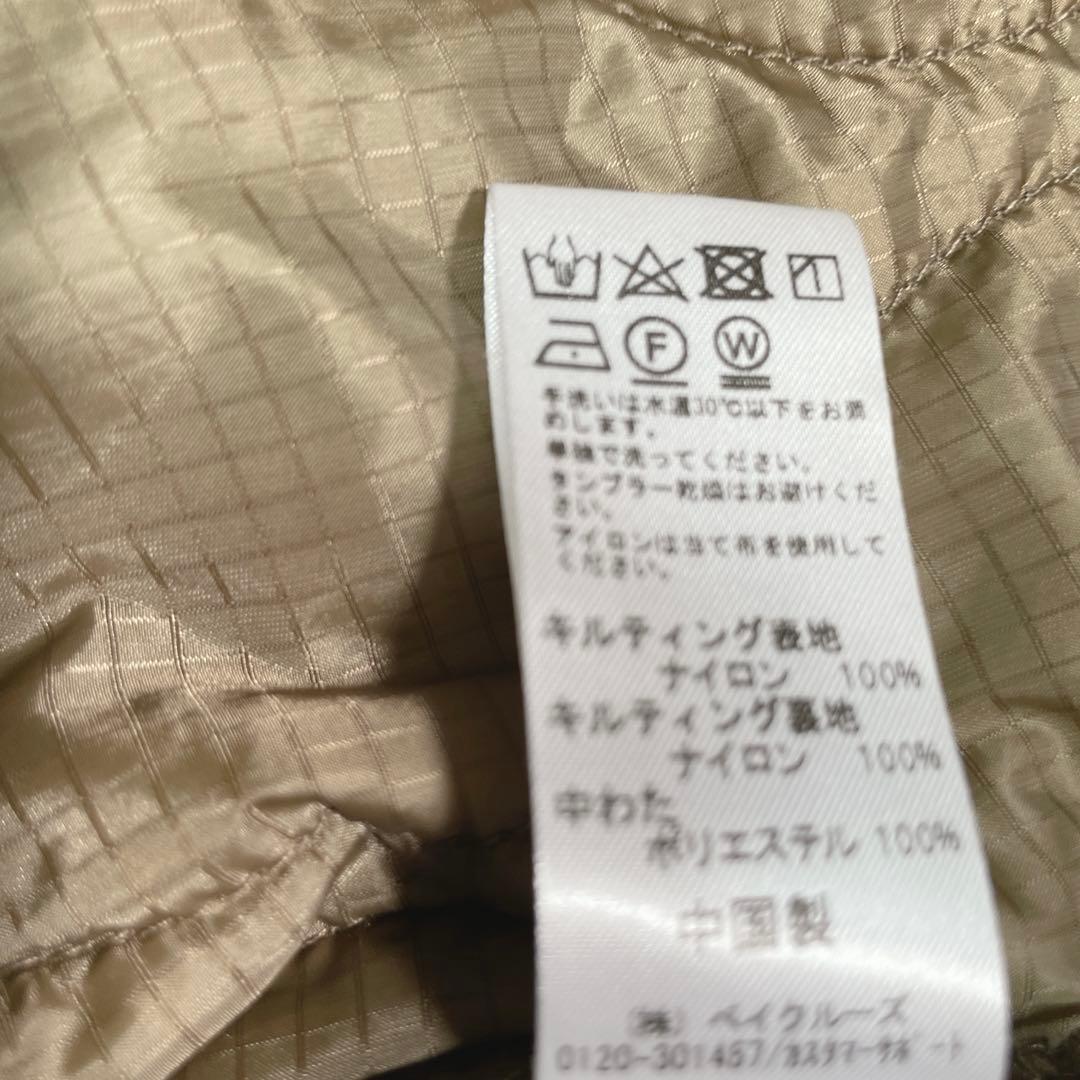 F W
手洗いは水温30℃以下をお奨
めします。
単独で洗ってください。
タンブラー乾燥はお避けくだ
さい。
アイロンは当て布を使用して
ください。
キルティング表地
ナイロン 100%
キルティング裏地
ナイロン 100%
中わた
ポリエステル 100%
中国製
(株) ベイクルーズ
0120-301457/カスタマーサポート